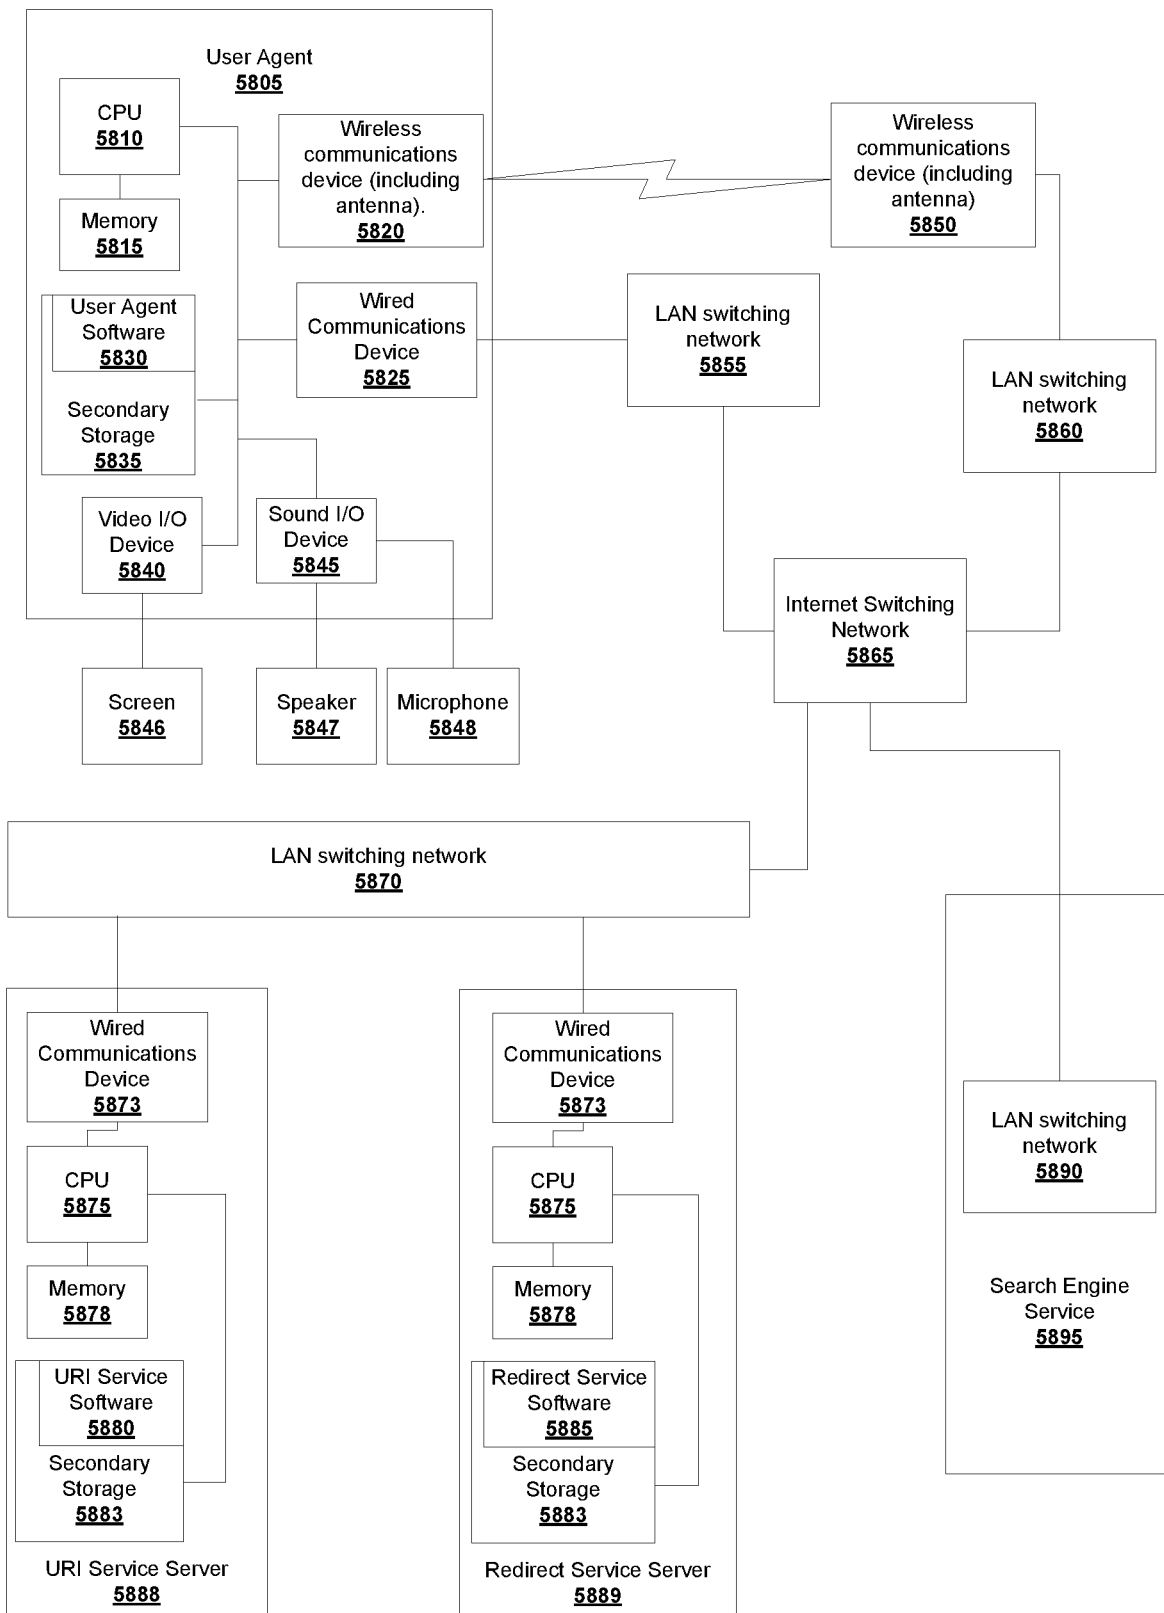 User Agent
5805
CPU
5810
Memory
5815
Wireless
communications
device (including
antenna).
5820
Wireless
communications
device (including
antenna)
5850
User Agent
Software
5830
Secondary
Storage
5835
Wired
Communications
Device
5825
LAN switching
network
5855
LAN switching
network
5860
Video I/O
Device
5840
Sound I/O
Device
5845
Internet Switching
Network
5865
Screen
5846
Speaker
5847
Microphone
5848
LAN switching network
5870
Wired
Communications
Device
5873
CPU
5875
Memory
5878
URI Service
Software
5880
Secondary
Storage
5883
URI Service Server
5888
Wired
Communications
Device
5873
CPU
5875
Memory
5878
Redirect Service
Software
5885
Secondary
Storage
5883
Redirect Service Server
5889
LAN switching
network
5890
Search Engine
Service
5895